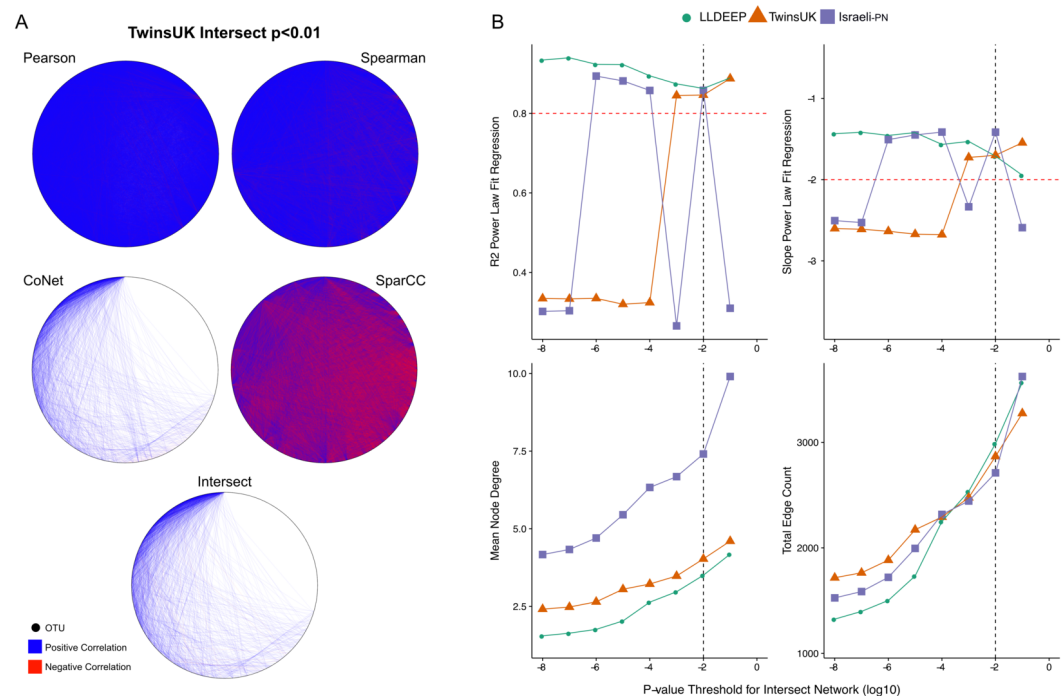 A
TwinsUK Intersect p<0.01
Pearson
Spearman
CoNet
SparCC
Intersect
OTU
Positive Correlation
Negative Correlation
B
LLDEEP TwinsUK Israeli-PN
R2 Power Law Fit Regression
0.8
0.6
0.4
-8 -6 -4 -2 0
Slope Power Law Fit Regression
-1
-2
-3
-8 -6 -4 -2 0
Mean Node Degree
10.0
7.5
5.0
2.5
-8 -6 -4 -2 0
Total Edge Count
3000
2000
1000
-8 -6 -4 -2 0
P-value Threshold for Intersect Network (log10)